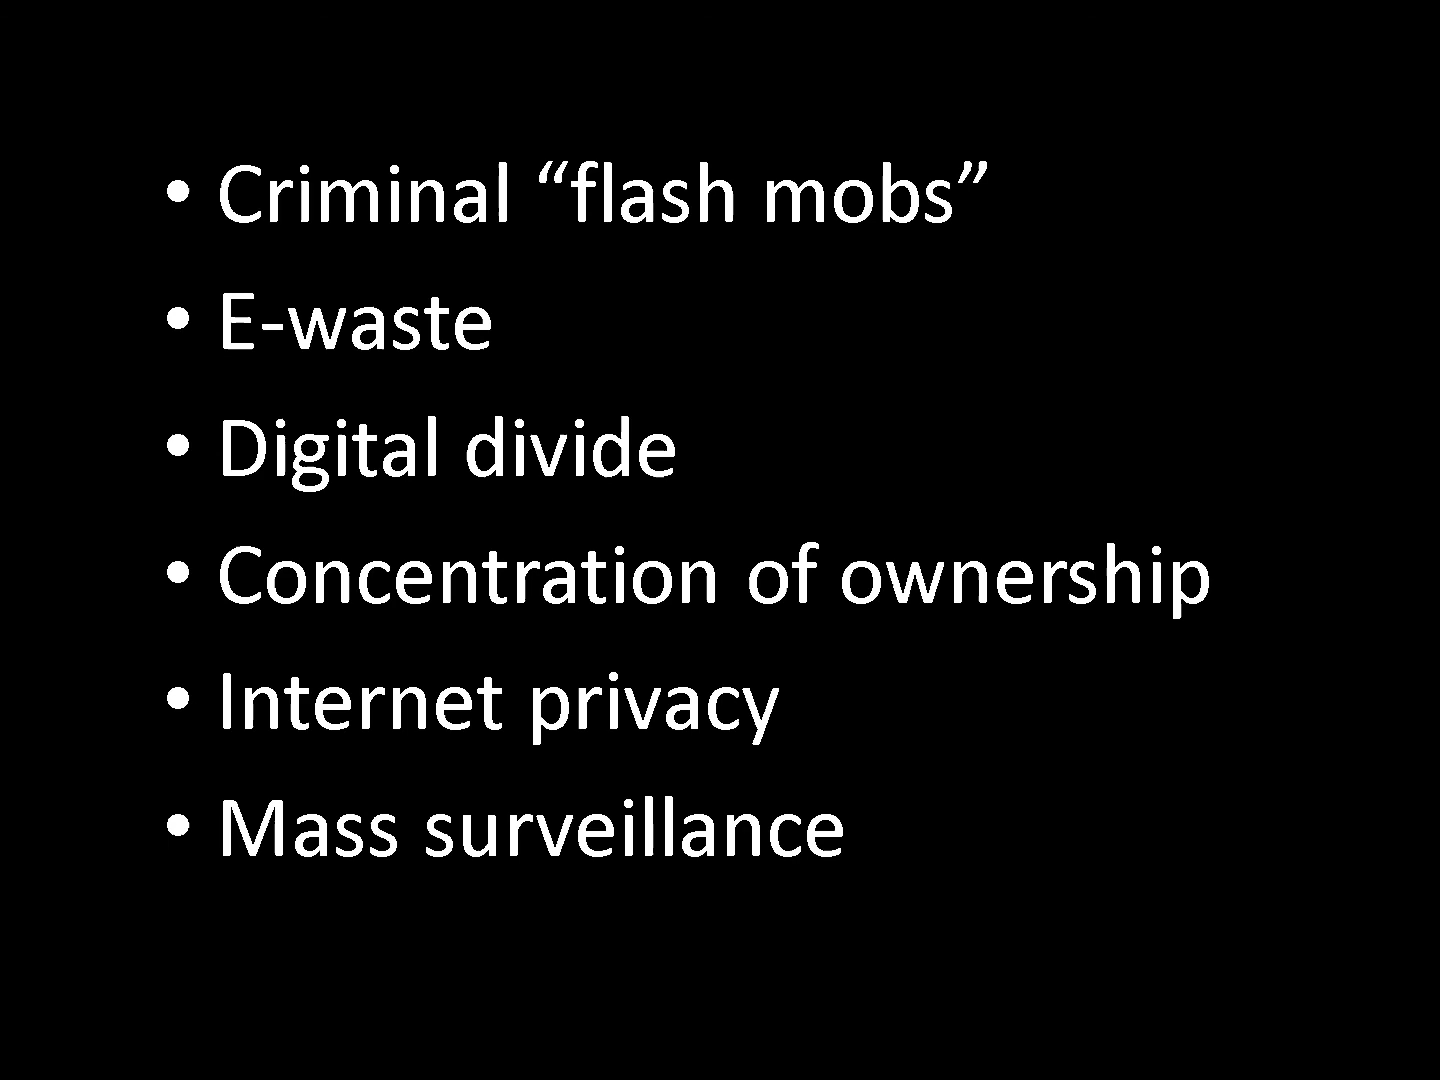 • Criminal “flash mobs”
• E-waste
• Digital divide
• Concentration of ownership
• Internet privacy
• Mass surveillance